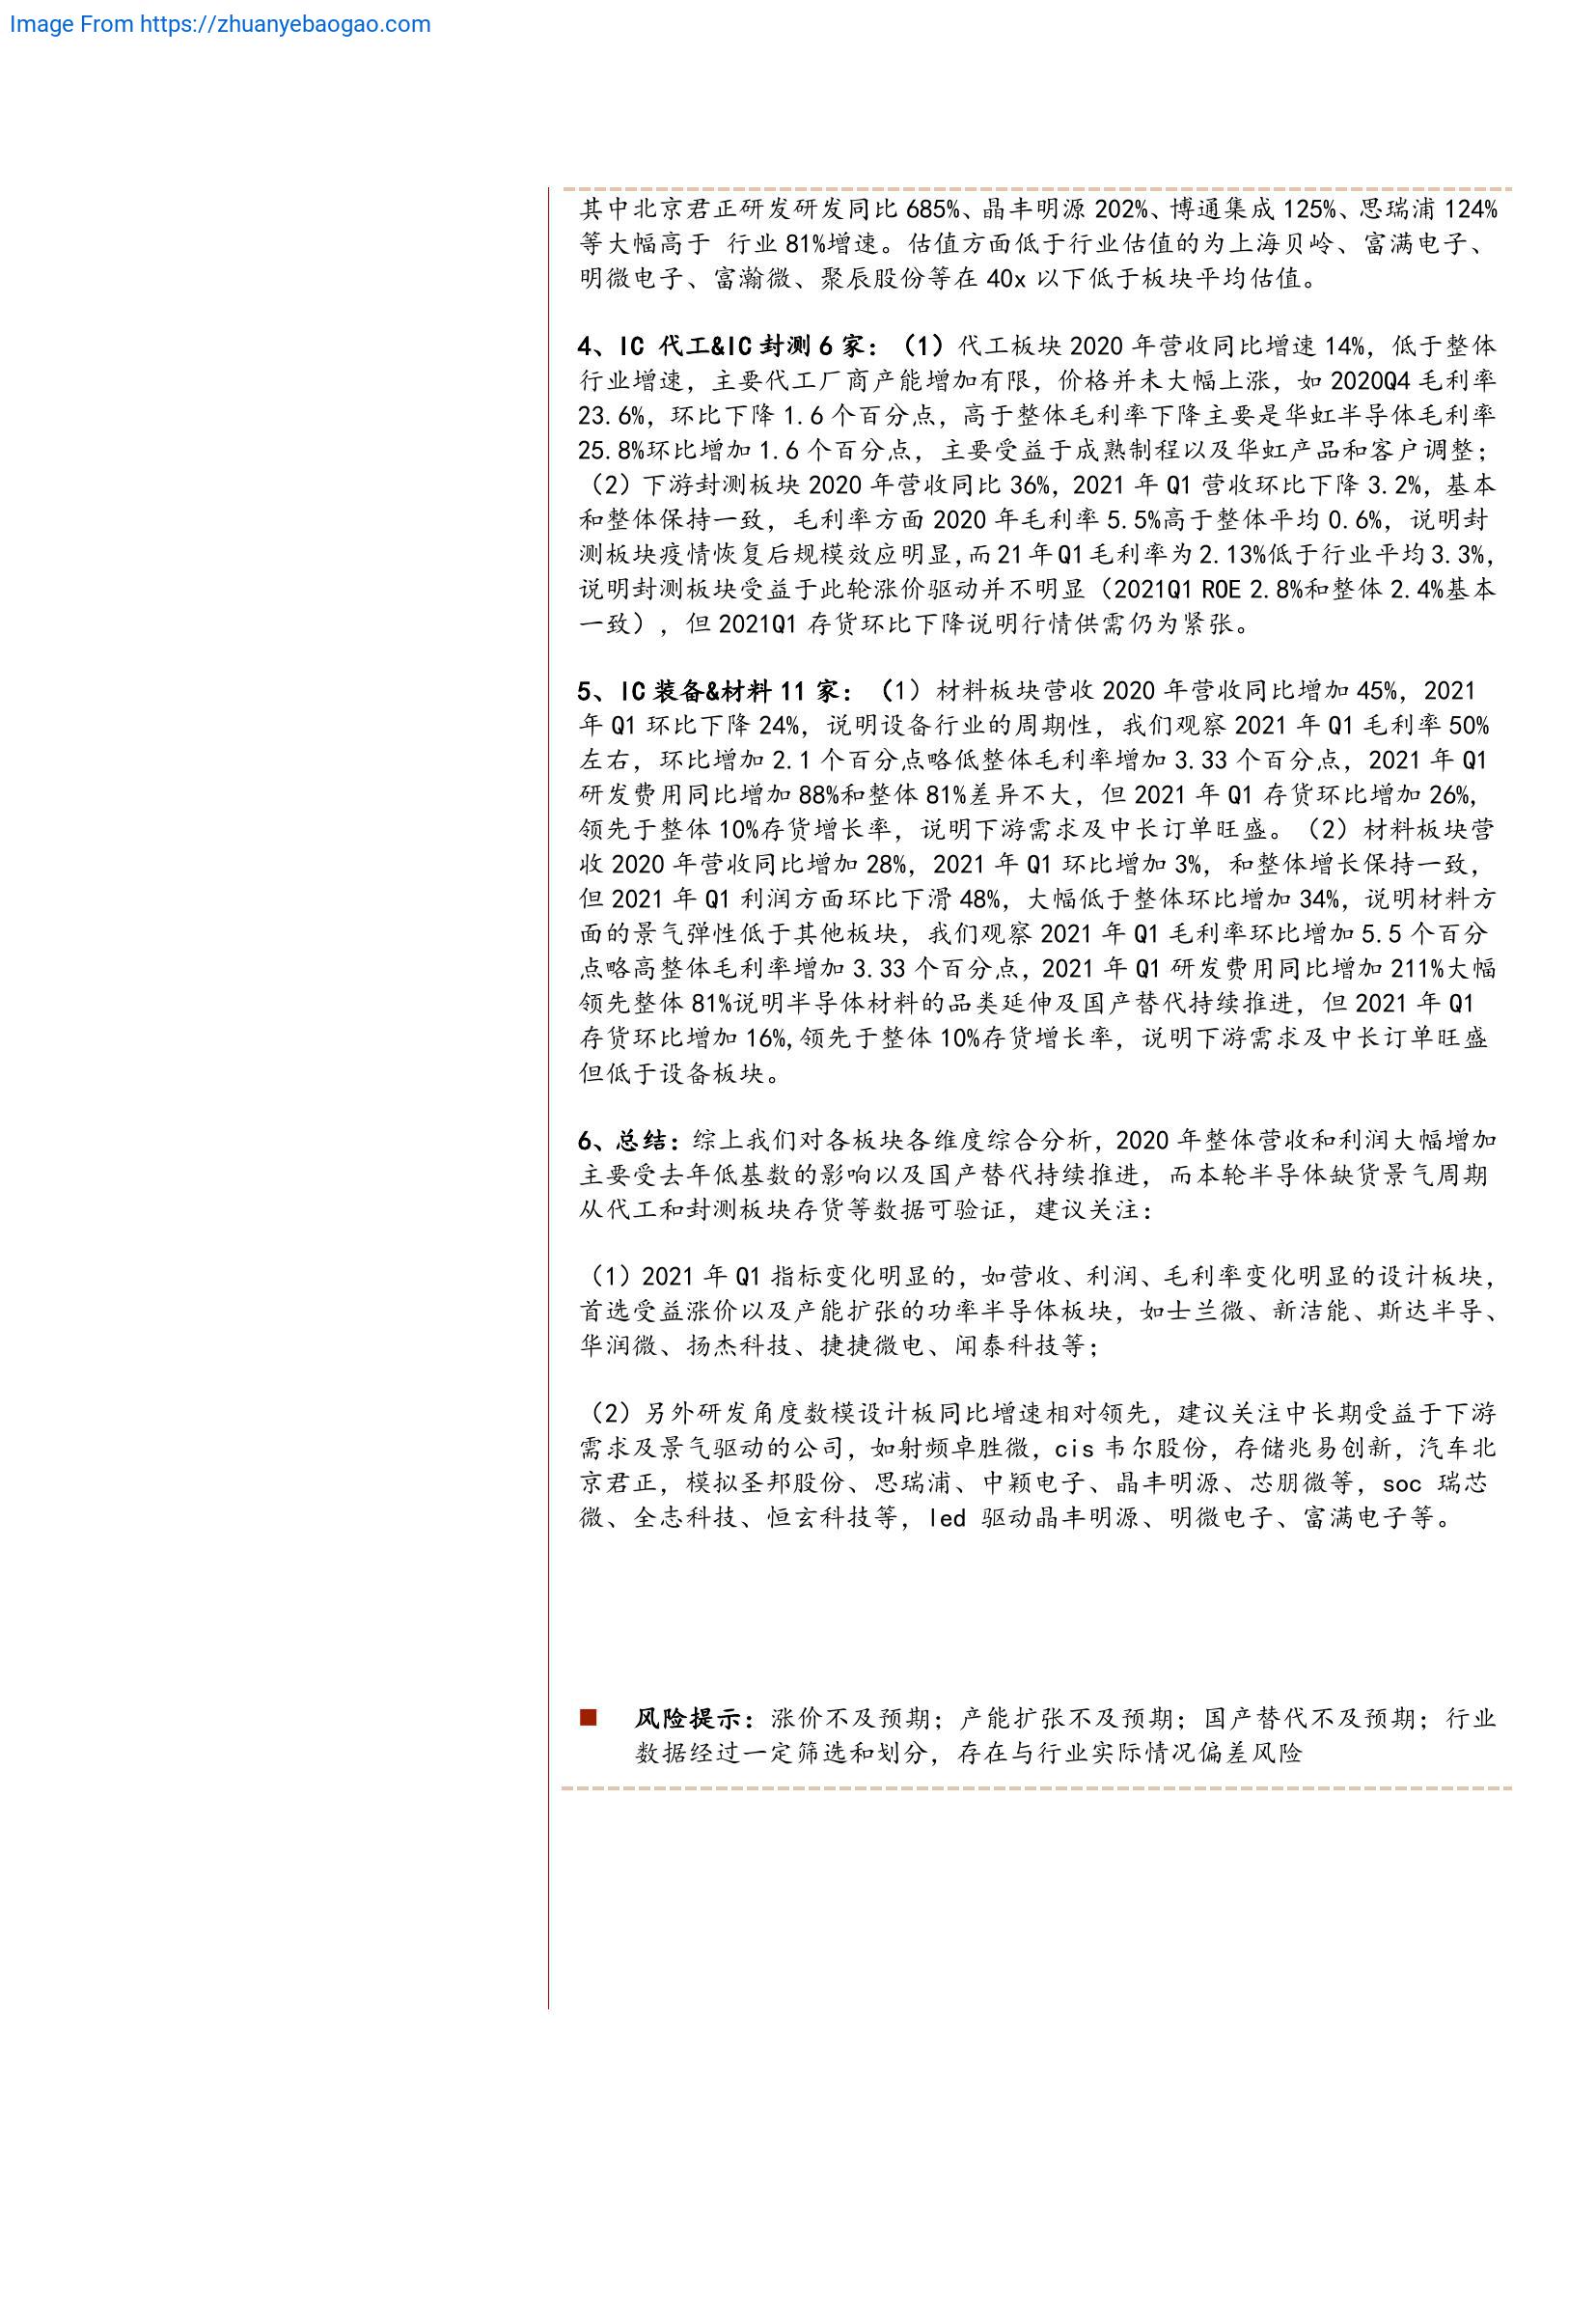 Image From https://zhuanyebaogao.com
其中北京君正研发研发同比 685%、晶丰明源 202%、博通集成 125%、思瑞浦 124%
等大幅高于 行业 81%增速。估值方面低于行业估值的为上海贝岭、富满电子、
明微电子、富瀚微、聚辰股份等在 40x 以下低于板块平均估值。
4、IC 代工&IC 封测 6 家：（1）代工板块 2020 年营收同比增速 14%，低于整体
行业增速，主要代工厂商产能增加有限，价格并未大幅上涨，如 2020Q4 毛利率
23.6%，环比下降 1.6 个百分点，高于整体毛利率下降主要是华虹半导体毛利率
25.8%环比增加 1.6 个百分点，主要受益于成熟制程以及华虹产品和客户调整；
（2）下游封测板块 2020 年营收同比 36%，2021 年 Q1 营收环比下降 3.2%，基本
和整体保持一致，毛利率方面 2020 年毛利率 5.5%高于整体平均 0.6%，说明封
测板块疫情恢复后规模效应明显,而 21 年 Q1 毛利率为 2.13%低于行业平均 3.3%，
说明封测板块受益于此轮涨价驱动并不明显（2021Q1 ROE 2.8%和整体 2.4%基本
一致），但 2021Q1 存货环比下降说明行情供需仍为紧张。
5、IC 装备&材料 11 家：（1）材料板块营收 2020 年营收同比增加 45%，2021
年 Q1 环比下降 24%，说明设备行业的周期性，我们观察 2021 年 Q1 毛利率 50%
左右，环比增加 2.1 个百分点略低整体毛利率增加 3.33 个百分点，2021 年 Q1
研发费用同比增加 88%和整体 81%差异不大，但 2021 年 Q1 存货环比增加 26%,
领先于整体 10%存货增长率，说明下游需求及中长订单旺盛。（2）材料板块营
收 2020 年营收同比增加 28%，2021 年 Q1 环比增加 3%，和整体增长保持一致，
但 2021 年 Q1 利润方面环比下滑 48%，大幅低于整体环比增加 34%，说明材料方
面的景气弹性低于其他板块，我们观察 2021 年 Q1 毛利率环比增加 5.5 个百分
点略高整体毛利率增加 3.33 个百分点，2021 年 Q1 研发费用同比增加 211%大幅
领先整体 81%说明半导体材料的品类延伸及国产替代持续推进，但 2021 年 Q1
存货环比增加 16%,领先于整体 10%存货增长率，说明下游需求及中长订单旺盛
但低于设备板块。
6、总结：综上我们对各板块各维度综合分析，2020 年整体营收和利润大幅增加
主要受去年低基数的影响以及国产替代持续推进，而本轮半导体缺货景气周期
从代工和封测板块存货等数据可验证，建议关注：
（1）2021 年 Q1 指标变化明显的，如营收、利润、毛利率变化明显的设计板块，
首选受益涨价以及产能扩张的功率半导体板块，如士兰微、新洁能、斯达半导、
华润微、扬杰科技、捷捷微电、闻泰科技等；
（2）另外研发角度数模设计板同比增速相对领先，建议关注中长期受益于下游
需求及景气驱动的公司，如射频卓胜微，cis 韦尔股份，存储兆易创新，汽车北
京君正，模拟圣邦股份、思瑞浦、中颖电子、晶丰明源、芯朋微等，soc 瑞芯
微、全志科技、恒玄科技等，led 驱动晶丰明源、明微电子、富满电子等。
■ 风险提示：涨价不及预期；产能扩张不及预期；国产替代不及预期；行业
数据经过一定筛选和划分，存在与行业实际情况偏差风险